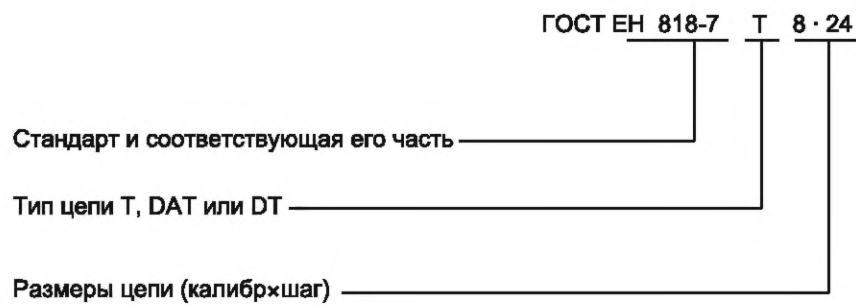 ГОСТ ЕН 818-7 Т 8 · 24
Стандарт и соответствующая его часть
Тип цепи Т, DAT или DT
Размеры цепи (калибр×шаг)